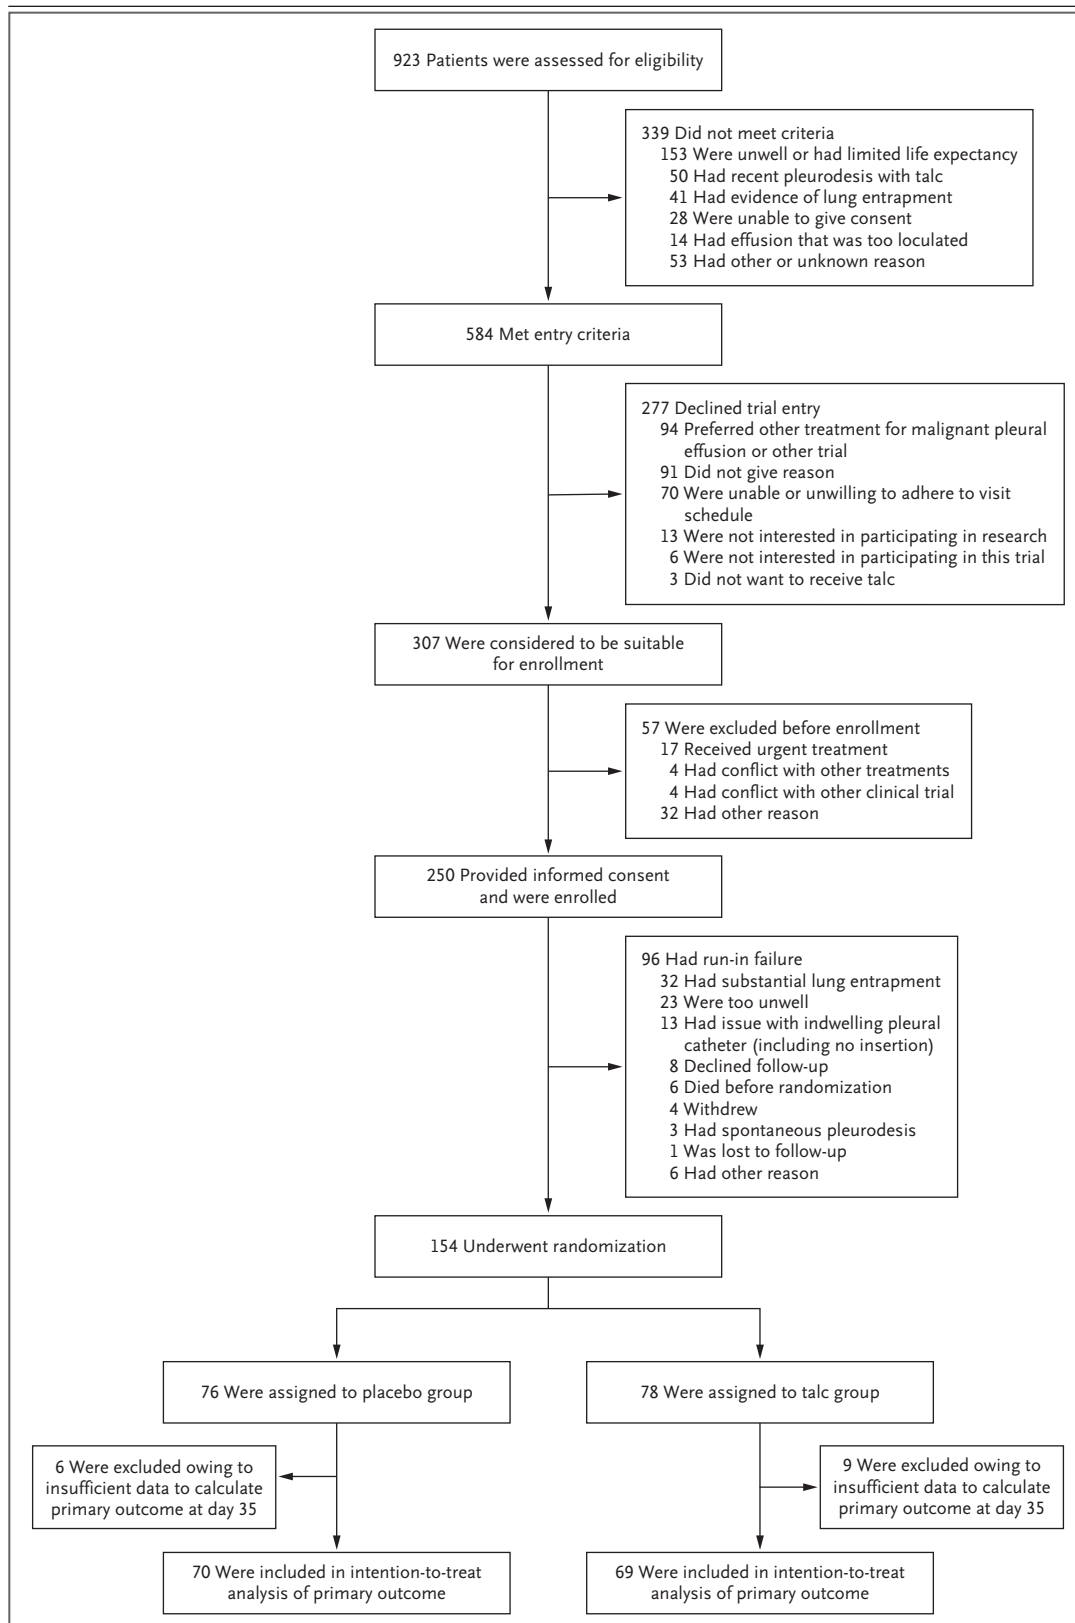 923 Patients were assessed for eligibility
339 Did not meet criteria
153 Were unwell or had limited life expectancy
50 Had recent pleurodesis with talc
41 Had evidence of lung entrapment
28 Were unable to give consent
14 Had effusion that was too loculated
53 Had other or unknown reason
584 Met entry criteria
277 Declined trial entry
94 Preferred other treatment for malignant pleural
effusion or other trial
91 Did not give reason
70 Were unable or unwilling to adhere to visit
schedule
13 Were not interested in participating in research
6 Were not interested in participating in this trial
3 Did not want to receive talc
307 Were considered to be suitable
for enrollment
57 Were excluded before enrollment
17 Received urgent treatment
4 Had conflict with other treatments
4 Had conflict with other clinical trial
32 Had other reason
250 Provided informed consent
and were enrolled
96 Had run-in failure
32 Had substantial lung entrapment
23 Were too unwell
13 Had issue with indwelling pleural
catheter (including no insertion)
8 Declined follow-up
6 Died before randomization
4 Withdrew
3 Had spontaneous pleurodesis
1 Was lost to follow-up
6 Had other reason
154 Underwent randomization
76 Were assigned to placebo group
78 Were assigned to talc group
6 Were excluded owing to
insufficient data to calculate
primary outcome at day 35
9 Were excluded owing to
insufficient data to calculate
primary outcome at day 35
70 Were included in intention-to-treat
analysis of primary outcome
69 Were included in intention-to-treat
analysis of primary outcome